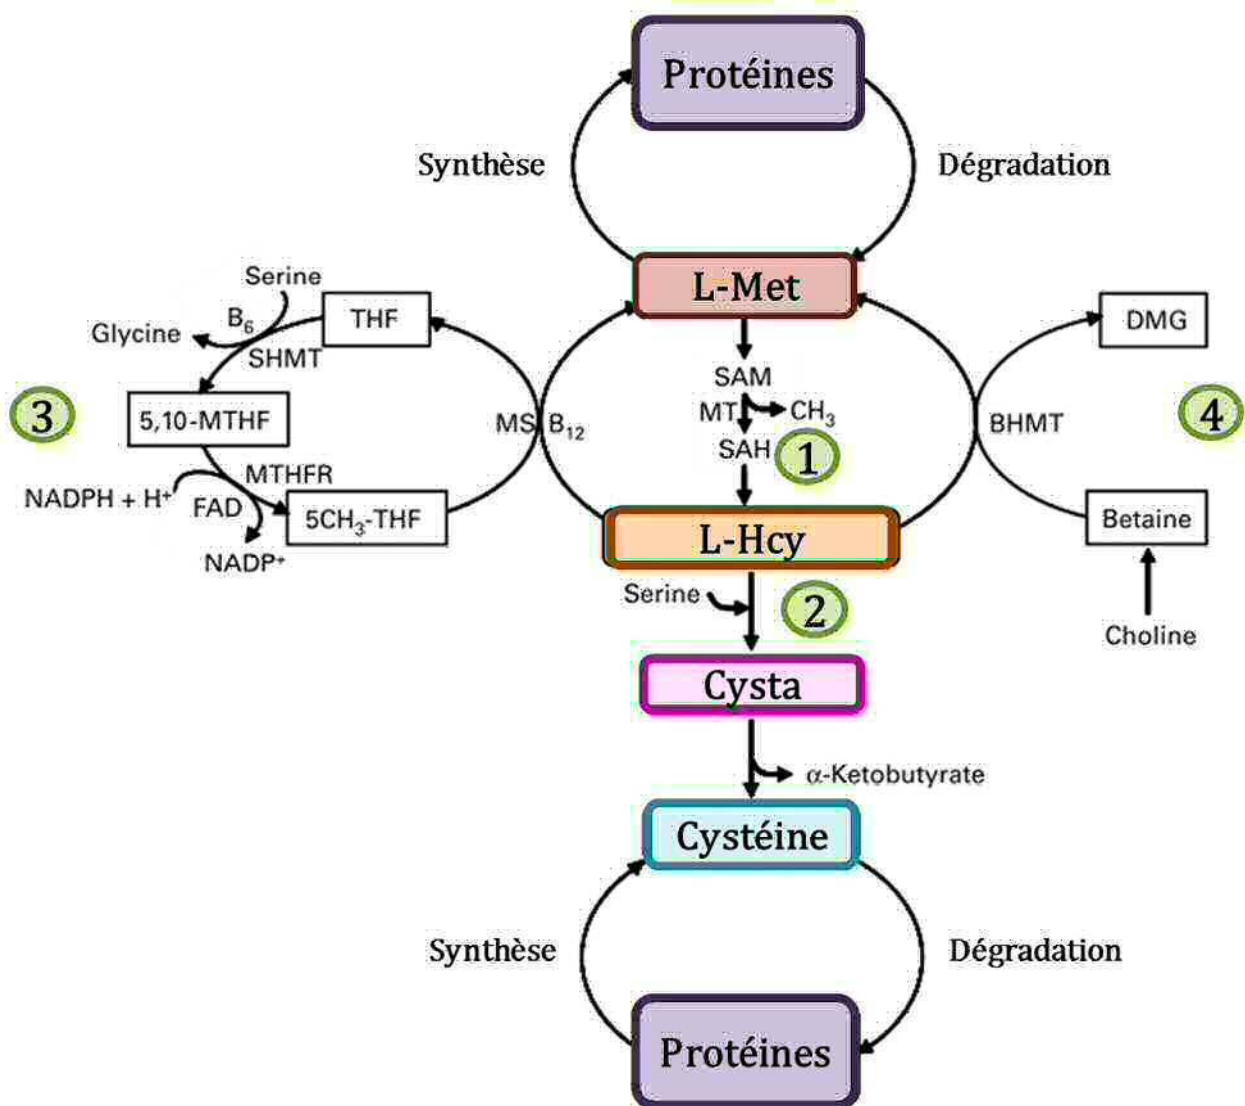 Protéines
Synthèse
Dégradation
L-Met
Serine
THF
B6
Glycine
SHMT
DMG
SAM
3
5,10-MTHF
MS
B12
MT
CH3
BHMT
4
SAH
1
MTHFR
NADPH + H+
FAD
5CH3-THF
L-Hcy
Betaine
NADP+
Serine
2
Choline
Cysta
α-Ketobutyrate
Cystéine
Synthèse
Dégradation
Protéines